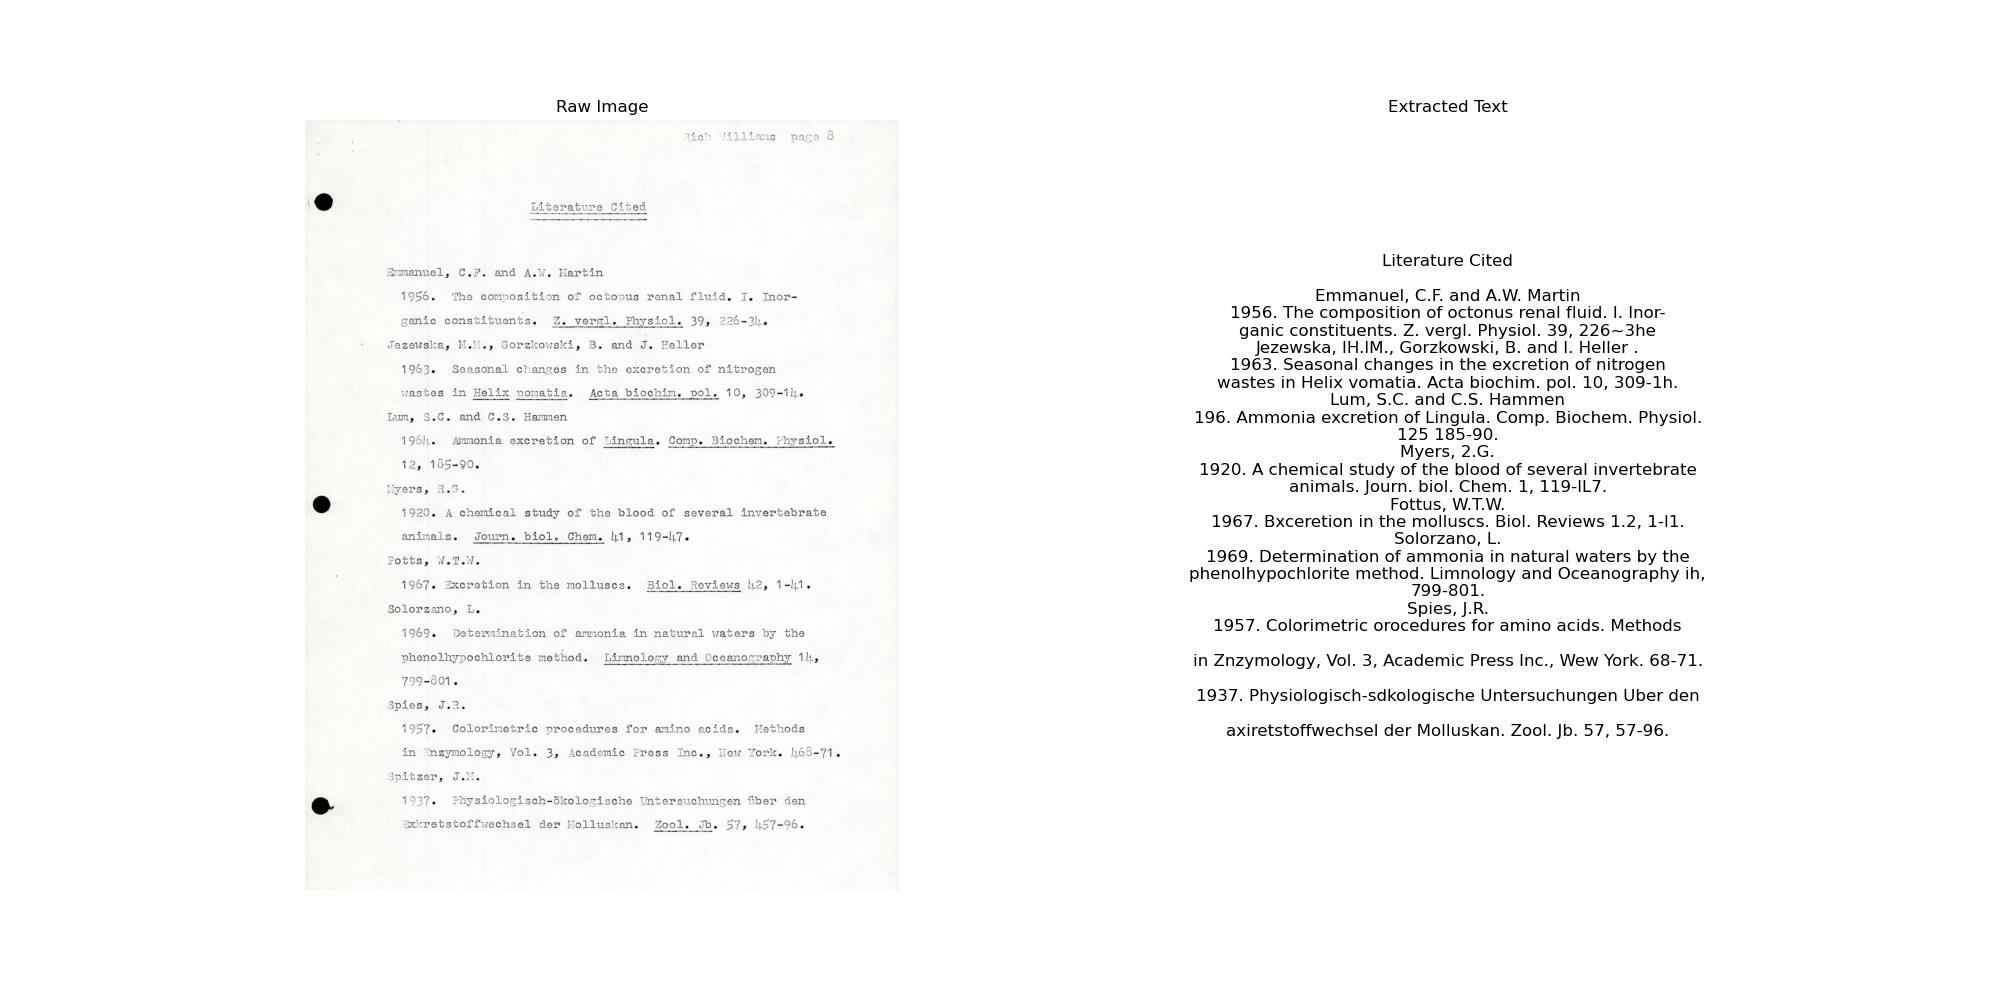 Raw Image
Rich Williams page 8
Literature Cited
Emmanuel, C.F. and A.W. Martin
1956. The composition of octopus renal fluid. I. Inor-
ganic constituents. Z. vergl. Physiol. 39, 226-34.
Jezewska, M.M., Gorzkowski, B. and J. Heller
1963. Seasonal changes in the excretion of nitrogen
wastes in Helix pomatia. Acta biochim. pol. 10, 309-14.
Lum, S.C. and C.S. Hammen
1964. Ammonia excretion of Lingula. Comp. Biochem. Physiol.
12, 185-90.
Myers, R.G.
1920. A chemical study of the blood of several invertebrate
animals. Journ. biol. Chem. 41, 119-47.
Potts, W.T.W.
1967. Excretion in the molluscs. Biol. Reviews 42, 1-41.
Solorzano, L.
1969. Determination of ammonia in natural waters by the
phenolhypochlorite method. Limnology and Oceanography 14,
799-801.
Spies, J.R.
1957. Colorimetric procedures for amino acids. Methods
in Enzymology, Vol. 3, Academic Press Inc., New York. 468-71.
Spitzer, J.M.
1937. Physiologisch-ökologische Untersuchungen über den
Exkretstoffwechsel der Molluskan. Zool. Jb. 57, 457-96.
Extracted Text
Literature Cited
Emmanuel, C.F. and A.W. Martin
1956. The composition of octonus renal fluid. I. Inor-
ganic constituents. Z. vergl. Physiol. 39, 226~3he
Jezewska, IH.IM., Gorzkowski, B. and I. Heller .
1963. Seasonal changes in the excretion of nitrogen
wastes in Helix vomatia. Acta biochim. pol. 10, 309-1h.
Lum, S.C. and C.S. Hammen
196. Ammonia excretion of Lingula. Comp. Biochem. Physiol.
125 185-90.
Myers, 2.G.
1920. A chemical study of the blood of several invertebrate
animals. Journ. biol. Chem. 1, 119-lL7.
Fottus, W.T.W.
1967. Bxceretion in the molluscs. Biol. Reviews 1.2, 1-l1.
Solorzano, L.
1969. Determination of ammonia in natural waters by the
phenolhypochlorite method. Limnology and Oceanography ih,
799-801.
Spies, J.R.
1957. Colorimetric orocedures for amino acids. Methods
in Znzymology, Vol. 3, Academic Press Inc., Wew York. 68-71.
1937. Physiologisch-sdkologische Untersuchungen Uber den
axiretstoffwechsel der Molluskan. Zool. Jb. 57, 57-96.